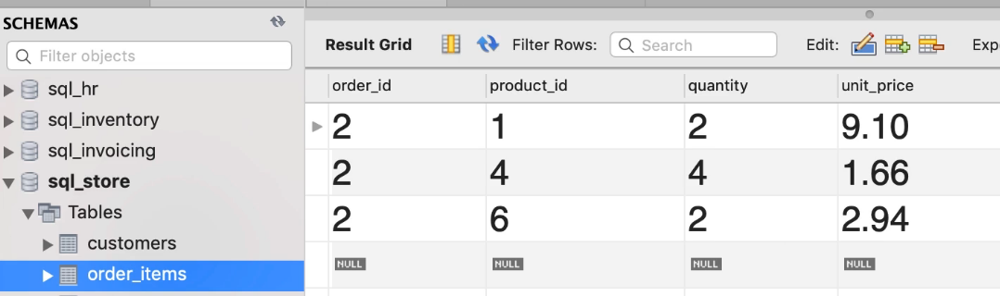 SCHEMAS
Filter objects
sql_hr
sql_inventory
sql_invoicing
sql_store
Tables
customers
order_items
Result Grid Filter Rows: Search Edit: Exp
order_id product_id quantity unit_price
2 1 2 9.10
2 4 4 1.66
2 6 2 2.94
NULL NULL NULL NULL